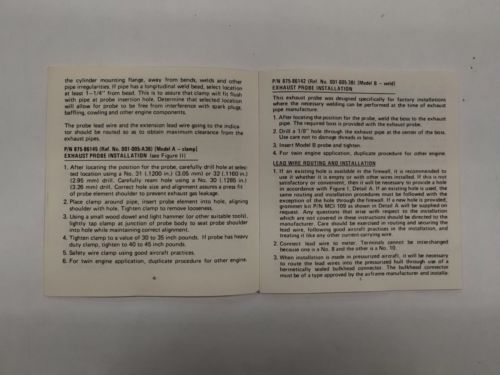 the cylinder mounting flange, away from bends, welds and other
pipe irregularities. If pipe has a longitudinal weld bead, select location
at least 1-1/4" from bead. This is to assure that clamp will fit flush
with pipe at probe insertion hole. Determine that selected location
will allow for probe to be free from interference with spark plugs,
baffling, cowling and other engine components.
The probe lead wire and the extension lead wire going to the indica-
tor should be routed so as to obtain maximum clearance from the
exhaust pipes.
P/N 875-86145 (Ref. No. 001-005-A38) [Model A - clamp]
EXHAUST PROBE INSTALLATION (see Figure II)
1. After locating the position for the probe, carefully drill hole at selec-
ted location using a No. 31 (.1200 in.) (3.05 mm) or 32 (.1160 in.)
(2.95 mm) drill. Carefully ream hole using a No. 30 (.1285 in.)
(3.26 mm) drill. Correct hole size and alignment assures a press fit
of probe element shoulder to prevent exhaust gas leakage.
2. Place clamp around pipe, insert probe element into hole, aligning
shoulder with hole. Tighten clamp to remove looseness.
3. Using a small wood dowel and light hammer (or other suitable tools),
lightly tap clamp at junction of probe body to seat probe shoulder
into hole while maintaining correct alignment.
4. Tighten clamp to a value of 30 to 35 inch pounds. If probe has heavy
duty clamp, tighten to 40 to 45 inch pounds.
5. Safety wire clamp using good aircraft practices.
6. For twin engine application, duplicate procedure for other engine.
P/N 875-86142 (Ref. No. 001-005-38) [Model B - weld]
EXHAUST PROBE INSTALLATION
This exhaust probe was designed specifically for factory installations
where the necessary welding can be performed at the time of exhaust
pipe manufacture.
1. After locating the position for the probe, weld the boss to the exhaust
pipe. The required boss is provided with the exhaust probe.
2. Drill a 1/8" hole through the exhaust pipe at the center of the boss.
Use care not to damage threads in boss.
3. Insert Model B probe and tighten.
4. For twin engine application, duplicate procedure for other engine.
LEAD WIRE ROUTING AND INSTALLATION
1. If an existing hole is available in the firewall, it is recommended to
use it whether it is empty or with other wires installed. If this is not
satisfactory or convenient, then it will be necessary to provide a hole
in accordance with Figure I, Detail A. If an existing hole is used, the
same routing and installation procedures must be followed with the
exception of the hole through the firewall. If a new hole is provided,
grommet kit P/N MCI-109 as shown in Detail A will be supplied on
request. Any questions that arise with respect to the installation
which are not covered in these instructions should be directed to the
manufacturer. Care should be exercised in routing and securing the
lead wire, following good aircraft practices in the installation, and
treating it like any other current-carrying wire.
2. Connect lead wire to meter. Terminals cannot be interchanged
because one is a No. 8 and the other is a No. 10.
3. When installation is made in pressurized aircraft, it will be necessary
to route the lead wires into the pressurized hull through use of a
hermetically sealed bulkhead connector. The bulkhead connector
must be of a type approved by the airframe manufacturer and installa-